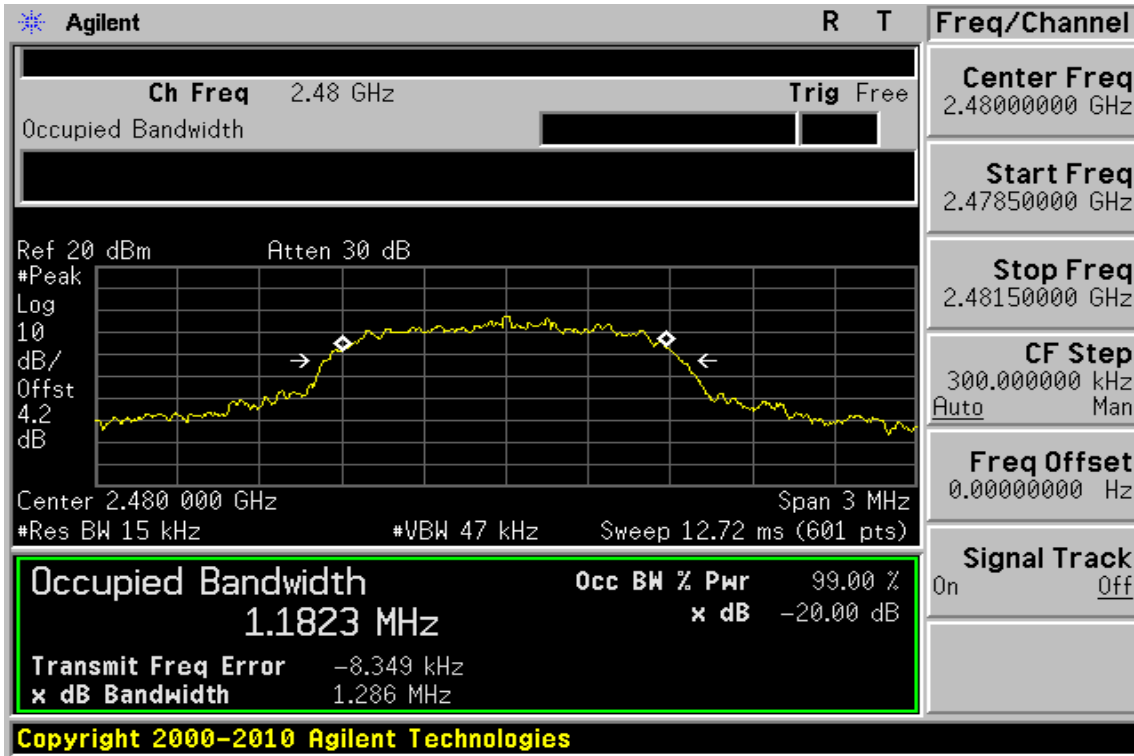 Agilent R T
Ch Freq 2.48 GHz Trig Free
Occupied Bandwidth
Ref 20 dBm Atten 30 dB
#Peak
Log
10
dB/
Offst
4.2
dB
Center 2.480 000 GHz Span 3 MHz
#Res BW 15 kHz #VBW 47 kHz Sweep 12.72 ms (601 pts)
Occupied Bandwidth Occ BW % Pwr 99.00 %
1.1823 MHz x dB -20.00 dB
Transmit Freq Error -8.349 kHz
x dB Bandwidth 1.286 MHz
Copyright 2000-2010 Agilent Technologies
Freq/Channel
Center Freq
2.48000000 GHz
Start Freq
2.47850000 GHz
Stop Freq
2.48150000 GHz
CF Step
300.000000 kHz
Auto Man
Freq Offset
0.00000000 Hz
Signal Track
On Off